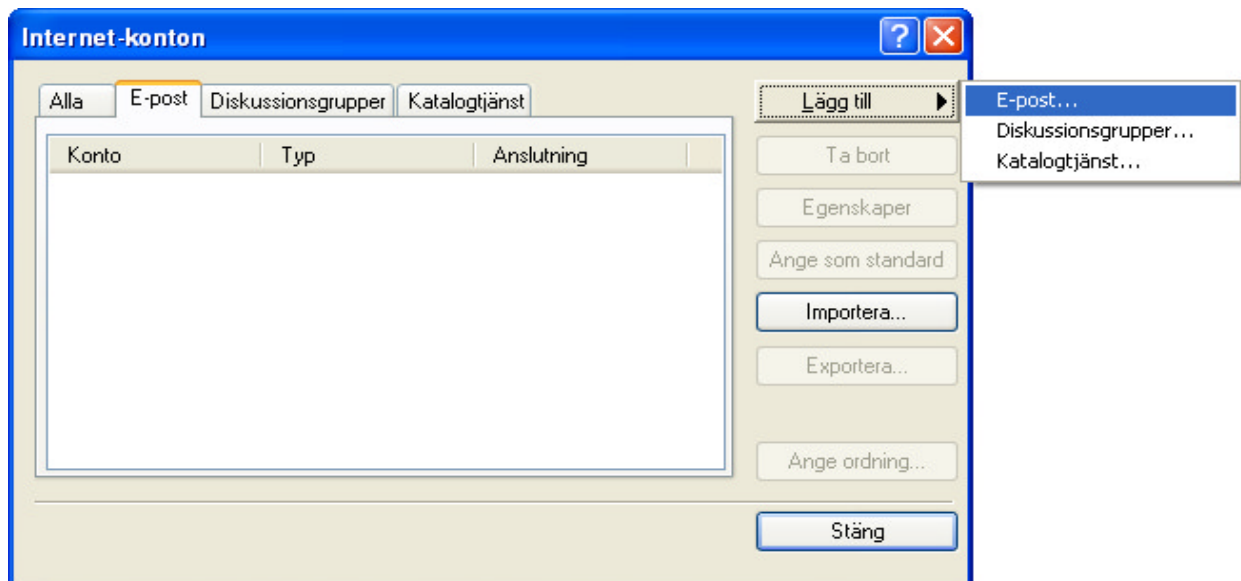 Internet-konton
Alla E-post Diskussionsgrupper Katalogtjänst
Konto Typ Anslutning
Lägg till
Ta bort
Egenskaper
Ange som standard
Importera...
Exportera...
Ange ordning...
Stäng
E-post...
Diskussionsgrupper...
Katalogtjänst...